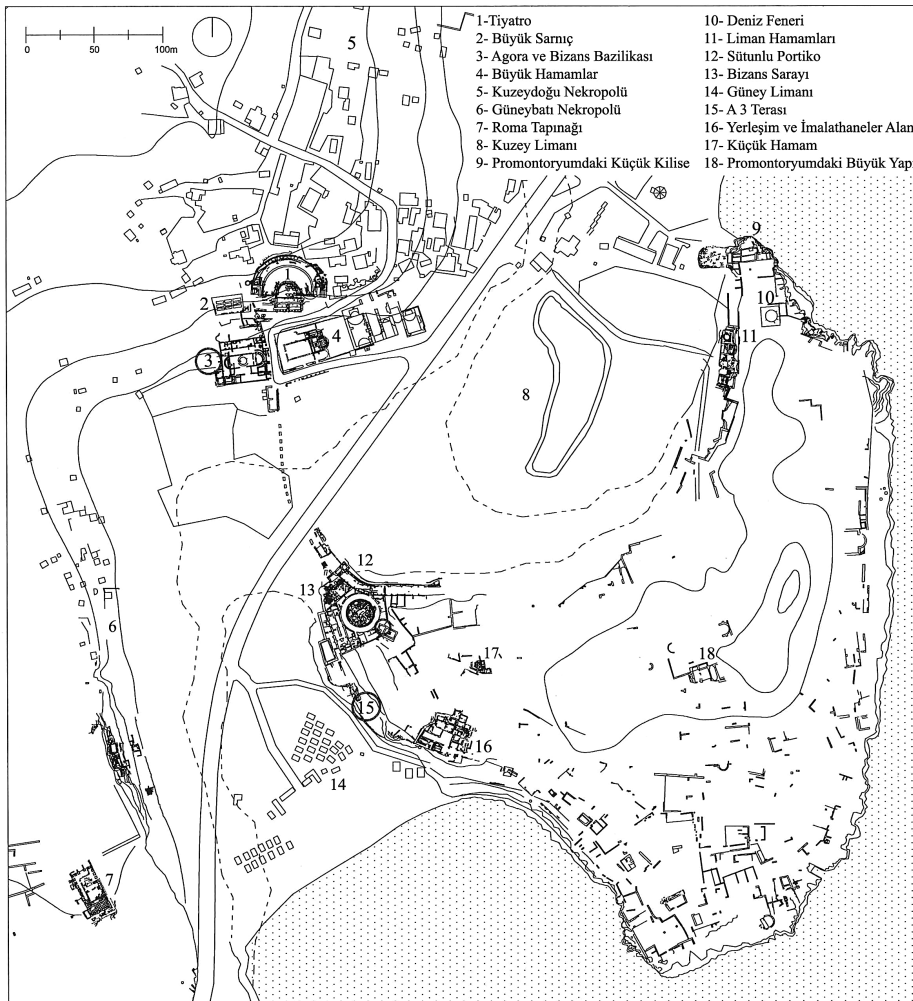 0 50 100m
1-Tiyatro
2- Büyük Sarnıç
3- Agora ve Bizans Bazilikası
4- Büyük Hamamlar
5- Kuzeydoğu Nekropolü
6- Güneybatı Nekropolü
7- Roma Tapınağı
8- Kuzey Limanı
9- Promontoryumdaki Küçük Kilise
10- Deniz Feneri
11- Liman Hamamları
12- Sütunlu Portiko
13- Bizans Sarayı
14- Güney Limanı
15- A 3 Terası
16- Yerleşim ve İmalathaneler Alan
17- Küçük Hamam
18- Promontoryumdaki Büyük Yap
5
9
1
2
10
4
11
3
8
12
13
6
17
18
15
16
14
7